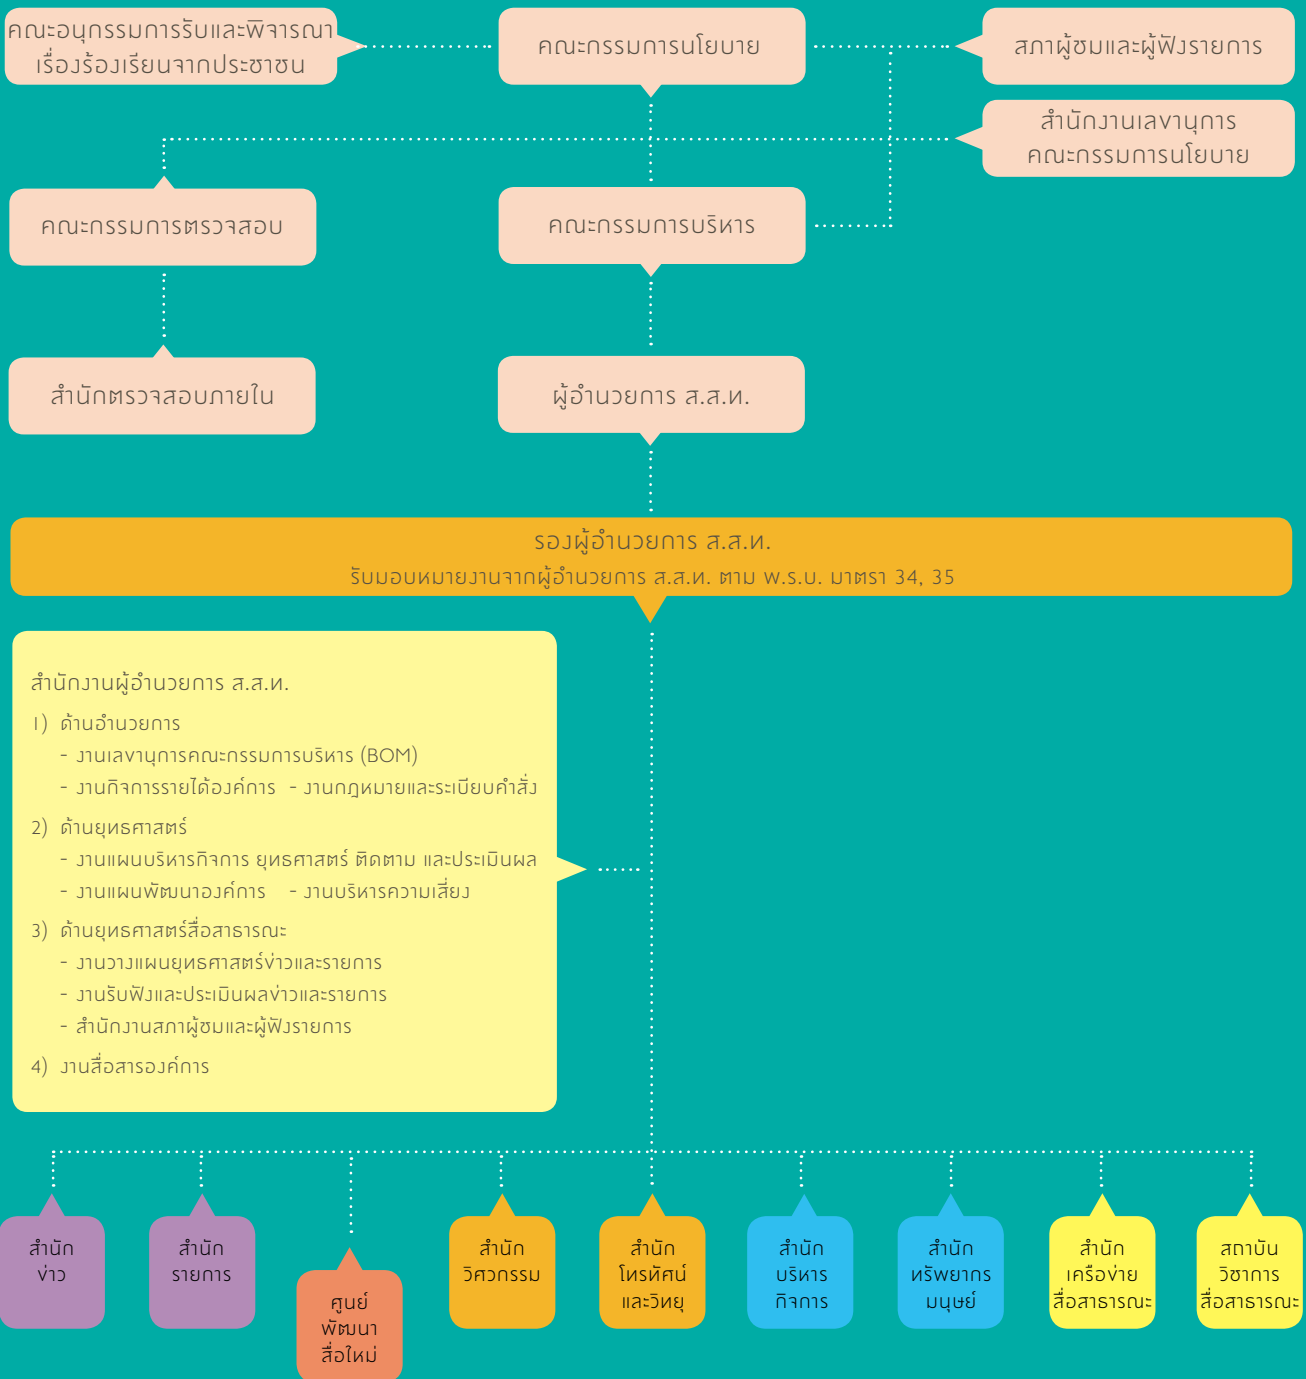 คณะอนุกรรมการรับและพิจารณา
เรื่องร้องเรียนจากประชาชน
คณะกรรมการนโยบาย
สภาผู้ชมและผู้ฟังรายการ
สำนักงานเลขานุการ
คณะกรรมการนโยบาย
คณะกรรมการตรวจสอบ
คณะกรรมการบริหาร
สำนักตรวจสอบภายใน
ผู้อำนวยการ ส.ส.ท.
รองผู้อำนวยการ ส.ส.ท.
รับมอบหมายงานจากผู้อำนวยการ ส.ส.ท. ตาม พ.ร.บ. มาตรา 34, 35
สำนักงานผู้อำนวยการ ส.ส.ท.
1) ด้านอำนวยการ
- งานเลขานุการคณะกรรมการบริหาร (BOM)
- งานกิจการรายได้องค์การ - งานกฎหมายและระเบียบคำสั่ง
2) ด้านยุทธศาสตร์
- งานแผนบริหารกิจการ ยุทธศาสตร์ ติดตาม และประเมินผล
- งานแผนพัฒนาองค์การ - งานบริหารความเสี่ยง
3) ด้านยุทธศาสตร์สื่อสาธารณะ
- งานวางแผนยุทธศาสตร์ข่าวและรายการ
- งานรับฟังและประเมินผลข่าวและรายการ
- สำนักงานสภาผู้ชมและผู้ฟังรายการ
4) งานสื่อสารองค์การ
สำนัก
ข่าว
สำนัก
รายการ
ศูนย์
พัฒนา
สื่อใหม่
สำนัก
วิศวกรรม
สำนัก
โทรทัศน์
และวิทยุ
สำนัก
บริหาร
กิจการ
สำนัก
ทรัพยากร
มนุษย์
สำนัก
เครือข่าย
สื่อสาธารณะ
สถาบัน
วิชาการ
สื่อสาธารณะ